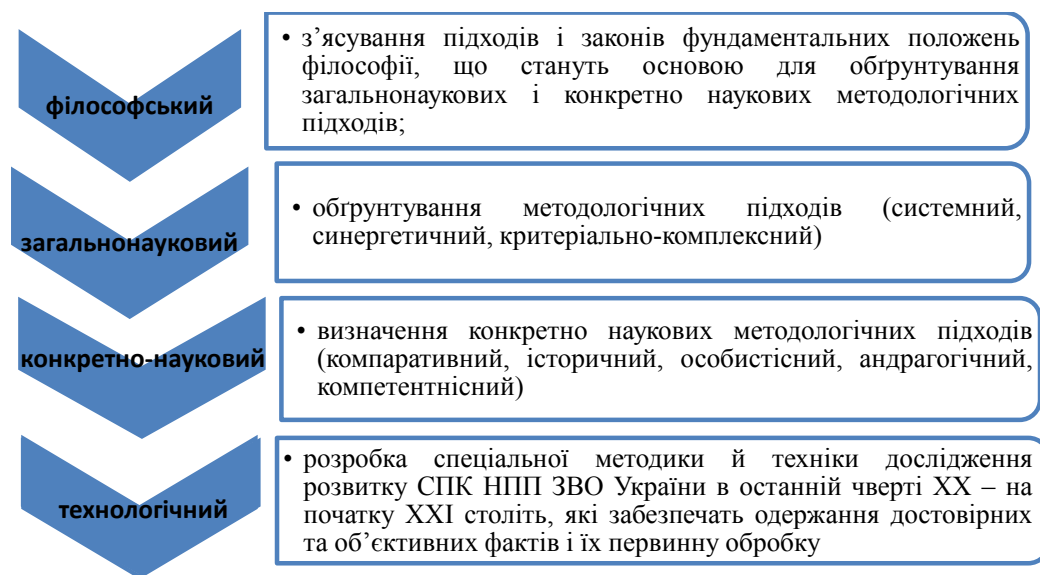 філософський
• з’ясування підходів і законів фундаментальних положень
філософії, що стануть основою для обґрунтування
загальнонаукових і конкретно наукових методологічних
підходів;
загальнонауковий
• обґрунтування методологічних підходів (системний,
синергетичний, критеріально-комплексний)
конкретно-науковий
• визначення конкретно наукових методологічних підходів
(компаративний, історичний, особистісний, андрагогічний,
компетентнісний)
технологічний
• розробка спеціальної методики й техніки дослідження
розвитку СПК НПП ЗВО України в останній чверті ХХ – на
початку ХХІ століть, які забезпечать одержання достовірних
та об’єктивних фактів і їх первинну обробку